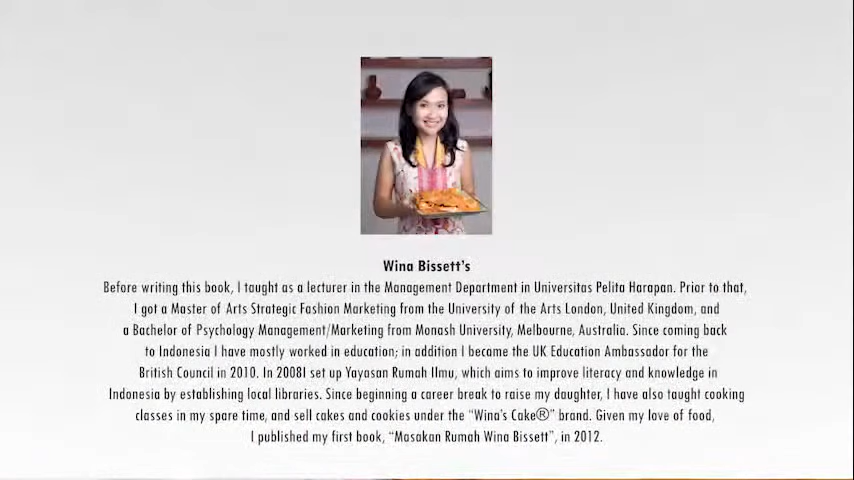 Wina Bissett's
Before writing this book, I taught as a lecturer in the Management Department in Universitas Pelita Harapan. Prior to that,
I got a Master of Arts Strategic Fashion Marketing from the University of the Arts London, United Kingdom, and
a Bachelor of Psychology Management/Marketing from Monash University, Melbourne, Australia. Since coming back
to Indonesia I have mostly worked in education; in addition I became the UK Education Ambassador for the
British Council in 2010. In 2008I set up Yayasan Rumah Ilmu, which aims to improve literacy and knowledge in
Indonesia by establishing local libraries. Since beginning a career break to raise my daughter, I have also taught cooking
classes in my spare time, and sell cakes and cookies under the "Wina's Cake®" brand. Given my love of food,
I published my first book, "Masakan Rumah Wina Bissett", in 2012.